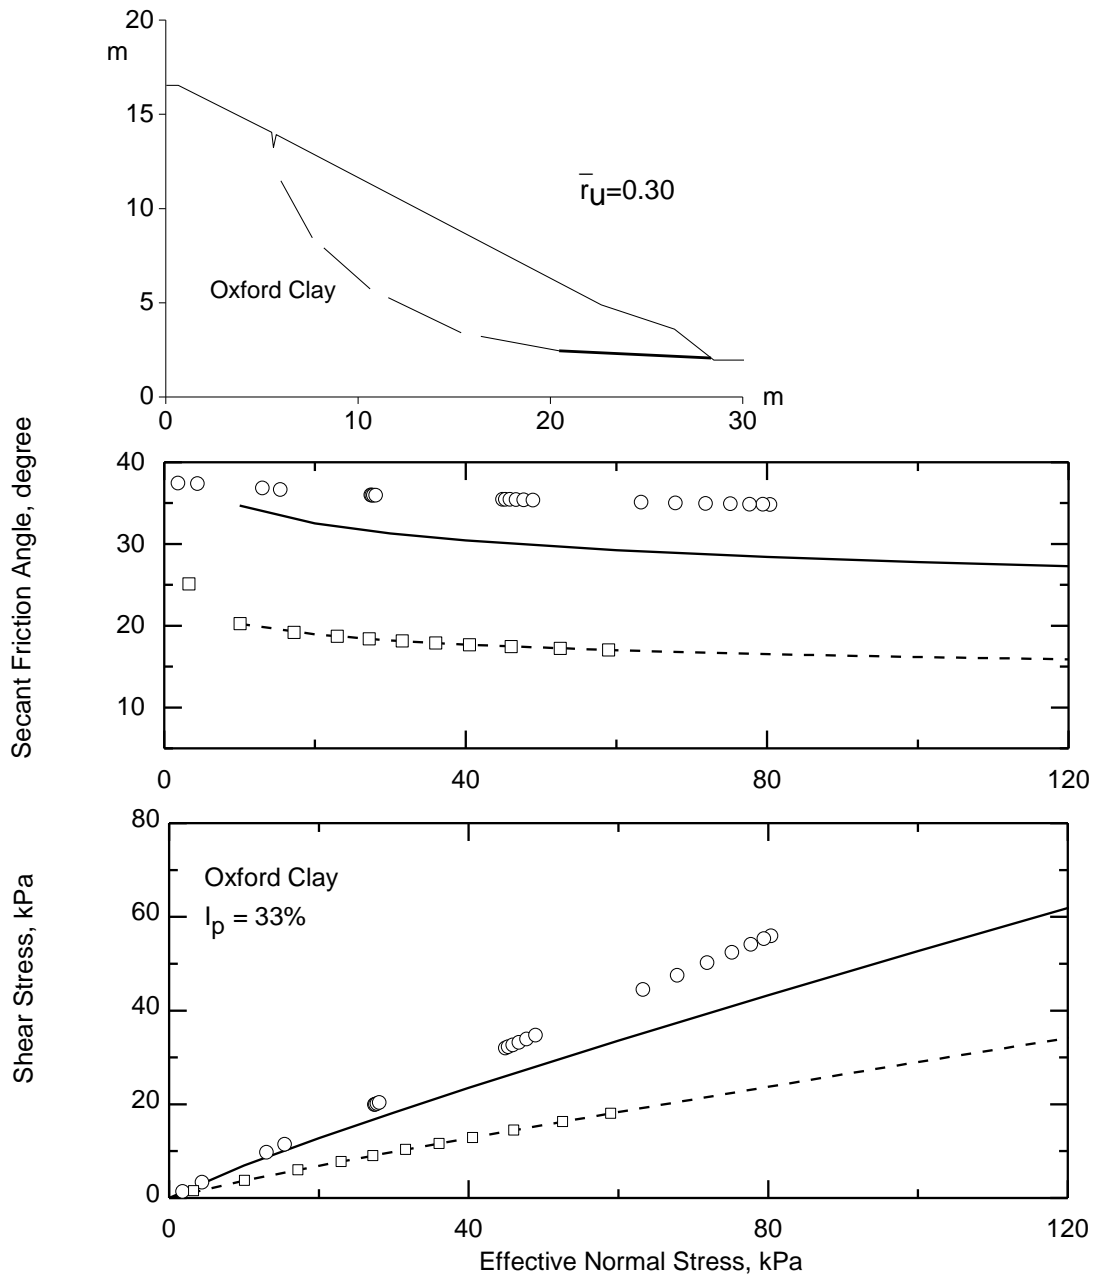 20
m
15
10
5
0
r̅u=0.30
Oxford Clay
0 10 20 30 m
Secant Friction Angle, degree
40
30
20
10
0 40 80 120
Shear Stress, kPa
80
60
40
20
0
Oxford Clay
Ip = 33%
0 40 80 120
Effective Normal Stress, kPa